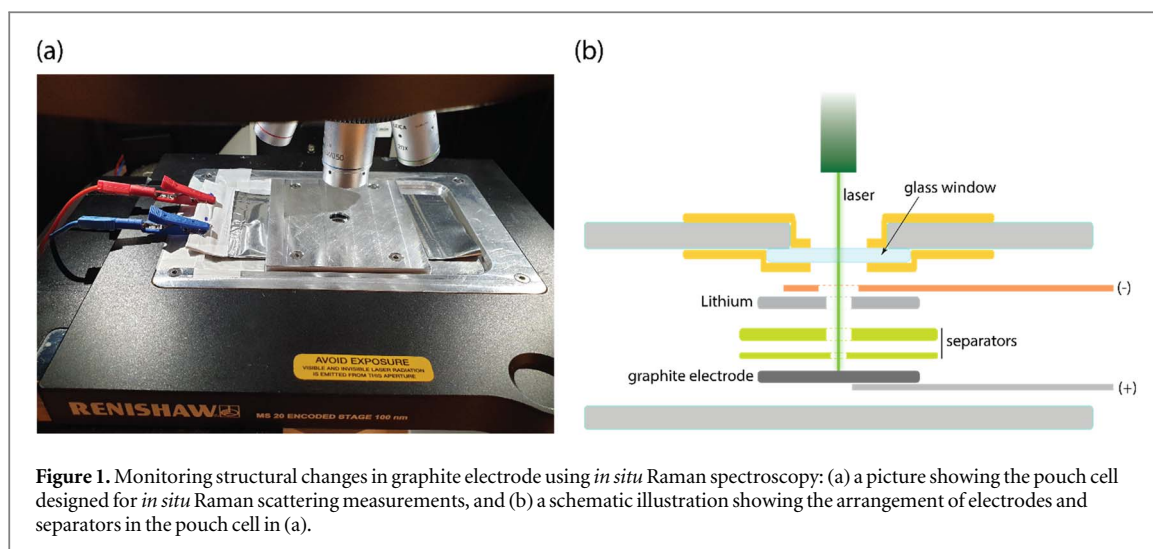 (a)
(b)
V050
20X
AVOID EXPOSURE
VISIBLE AND INVISIBLE LASER RADIATION
IS EMITTED FROM THIS APERTURE
RENISHAW
MS 20 ENCODED STAGE 100 nm
laser
glass window
(-)
Lithium
separators
graphite electrode
(+)
Figure 1. Monitoring structural changes in graphite electrode using in situ Raman spectroscopy: (a) a picture showing the pouch cell
designed for in situ Raman scattering measurements, and (b) a schematic illustration showing the arrangement of electrodes and
separators in the pouch cell in (a).